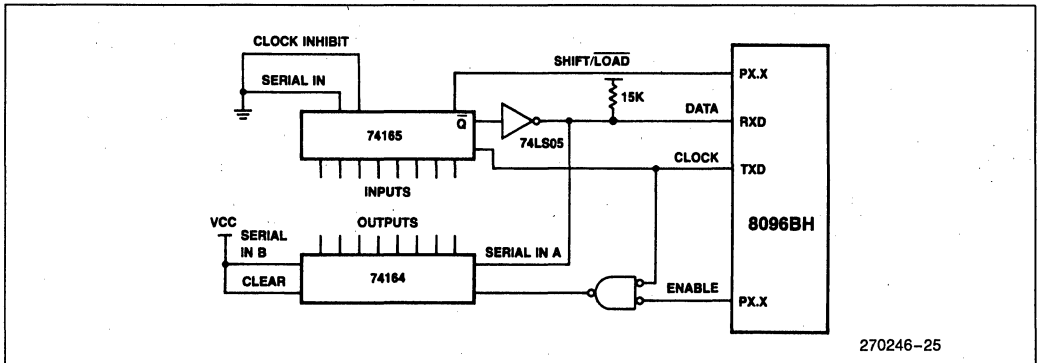 CLOCK INHIBIT
SERIAL IN
SHIFT/LOAD
PX.X
15K
DATA
RXD
74165
Q
74LS05
CLOCK
TXD
INPUTS
8096BH
VCC
OUTPUTS
SERIAL
IN B
SERIAL IN A
CLEAR
74164
ENABLE
PX.X
270246-25